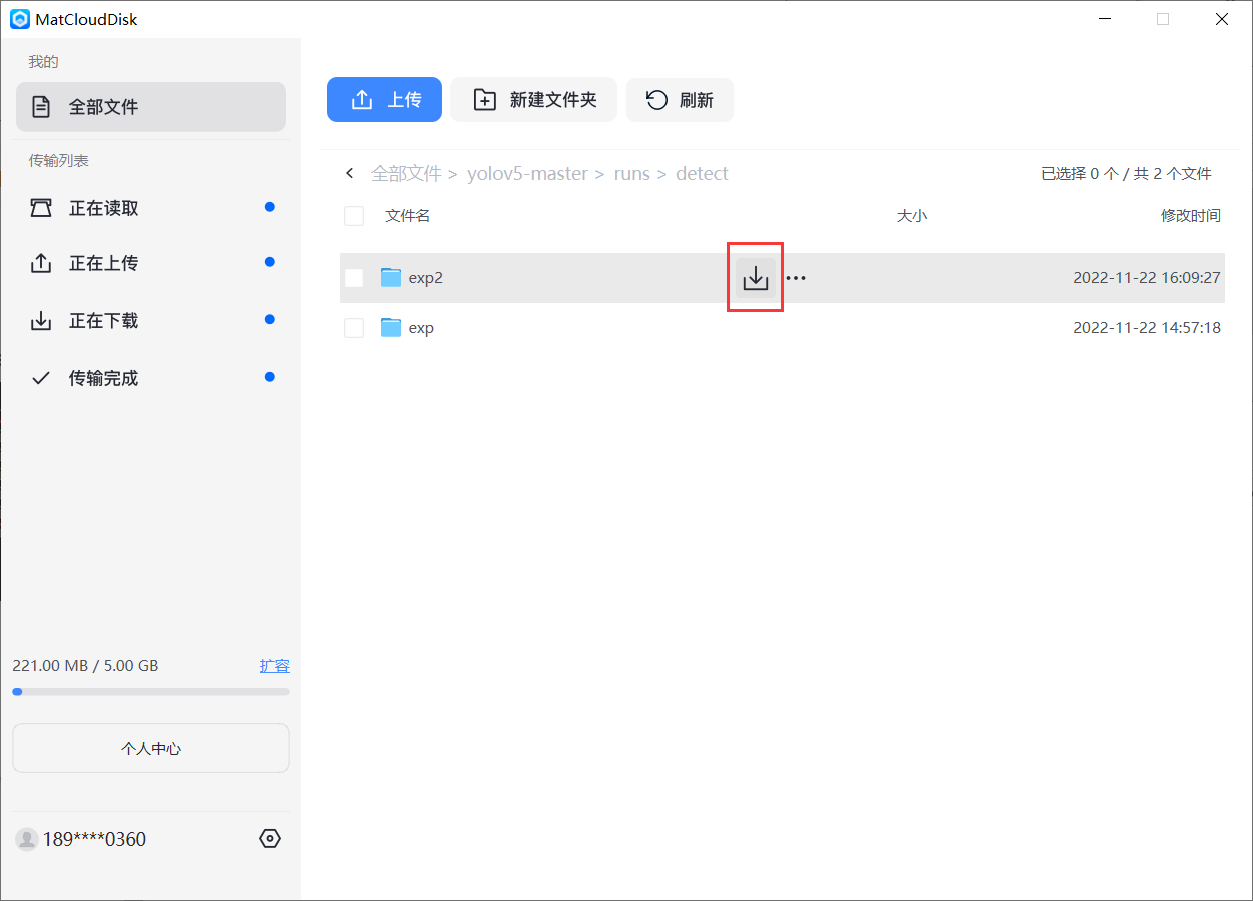 MatCloudDisk
我的
全部文件
传输列表
正在读取
正在上传
正在下载
传输完成
221.00 MB / 5.00 GB 扩容
个人中心
189****0360
上传 新建文件夹 刷新
全部文件 > yolov5-master > runs > detect 已选择 0 个 / 共 2 个文件
文件名 大小 修改时间
exp2 2022-11-22 16:09:27
exp 2022-11-22 14:57:18